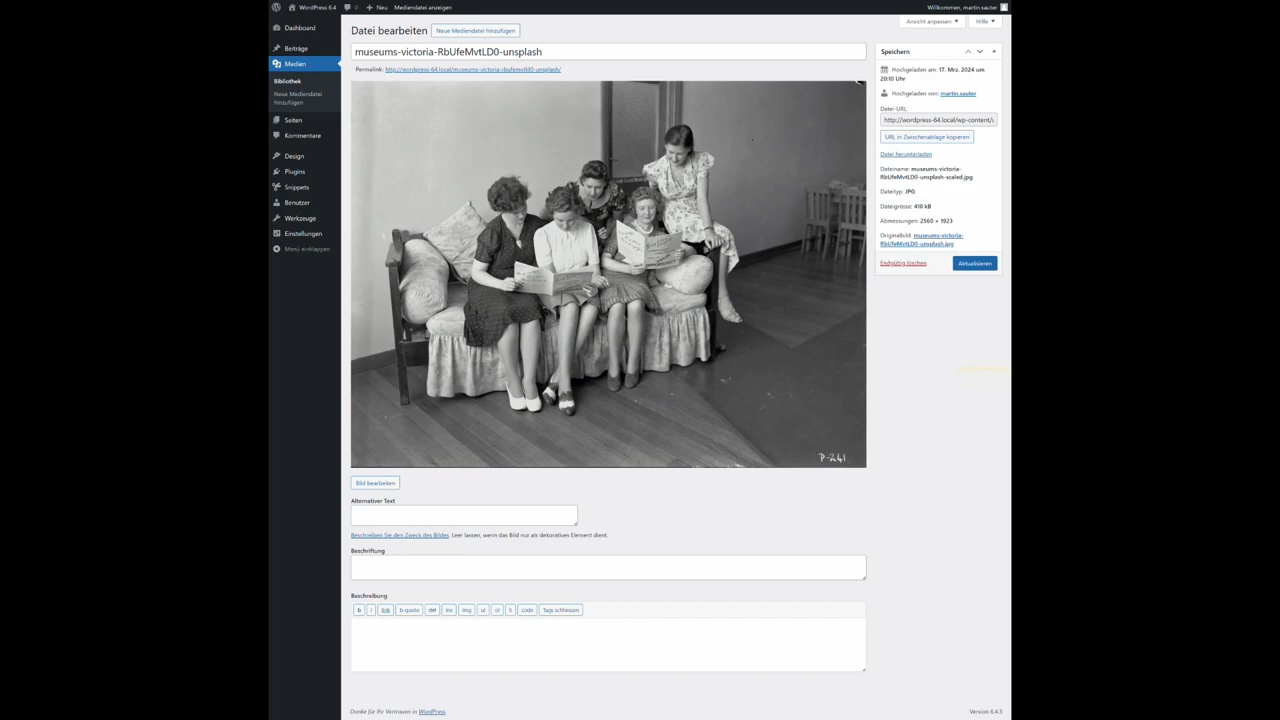 WordPress 6.4
0
Neu
Mediendatei anzeigen
Willkommen, martin.sauter
Dashboard
Beiträge
Medien
Bibliothek
Neue Mediendatei
hinzufügen
Seiten
Kommentare
Design
Plugins
Snippets
Benutzer
Werkzeuge
Einstellungen
Menü einklappen
Ansicht anpassen
Hilfe
Datei bearbeiten
Neue Mediendatei hinzufügen
museums-victoria-RbUfeMvtLD0-unsplash
Permalink: http://wordpress-64.local/museums-victoria-rbufemvtld0-unsplash/
P-241.
Bild bearbeiten
Alternativer Text
Beschreiben Sie den Zweck des Bildes. Leer lassen, wenn das Bild nur als dekoratives Element dient.
Beschriftung
Beschreibung
b i link b-quote del ins img ul ol li code Tags schliessen
Speichern
Hochgeladen am: 17. Mrz. 2024 um
20:10 Uhr
Hochgeladen von: martin.sauter
Datei-URL:
http://wordpress-64.local/wp-content/u
URL in Zwischenablage kopieren
Datei herunterladen
Dateiname: museums-victoria-
RbUfeMvtLD0-unsplash-scaled.jpg
Dateityp: JPG
Dateigrösse: 410 kB
Abmessungen: 2560 × 1923
Originalbild: museums-victoria-
RbUfeMvtLD0-unsplash.jpg
Endgültig löschen
Aktualisieren
Danke für Ihr Vertrauen in WordPress.
Version 6.4.3